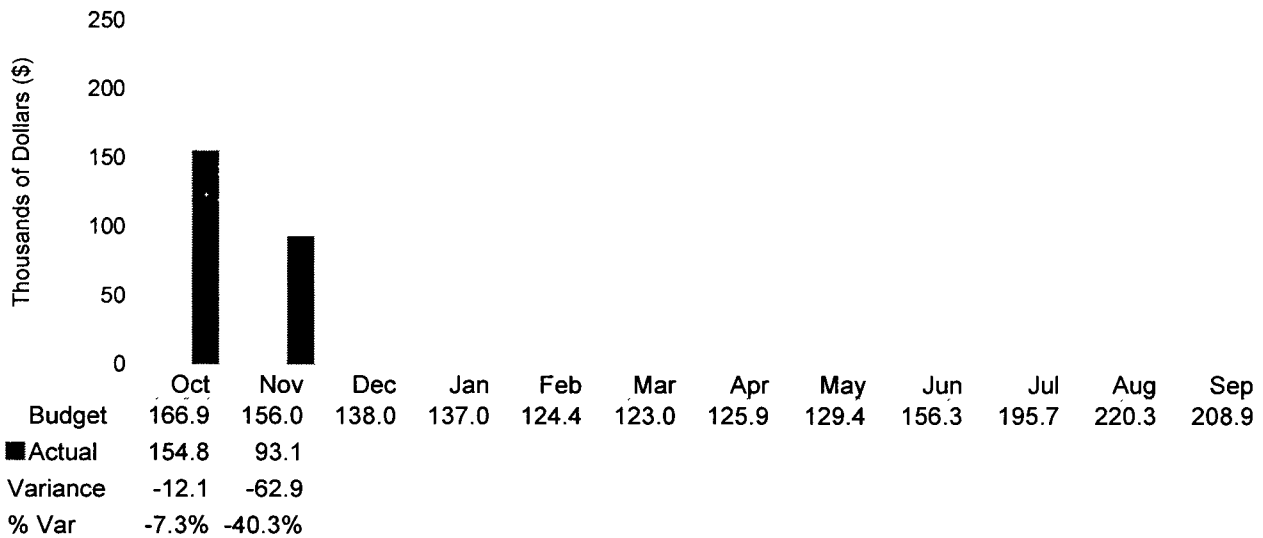 250
200
150
100
50
0
Thousands of Dollars ($)
Oct Nov Dec Jan Feb Mar Apr May Jun Jul Aug Sep
Budget 166.9 156.0 138.0 137.0 124.4 123.0 125.9 129.4 156.3 195.7 220.3 208.9
Actual 154.8 93.1
Variance -12.1 -62.9
% Var -7.3% -40.3%